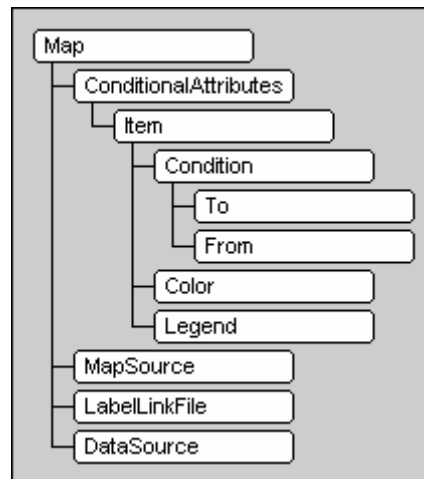 Map
ConditionalAttributes
Item
Condition
To
From
Color
Legend
MapSource
LabelLinkFile
DataSource